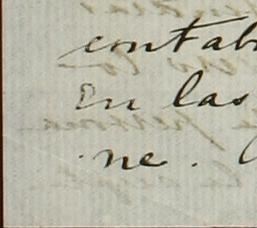 contab
En las
ne.